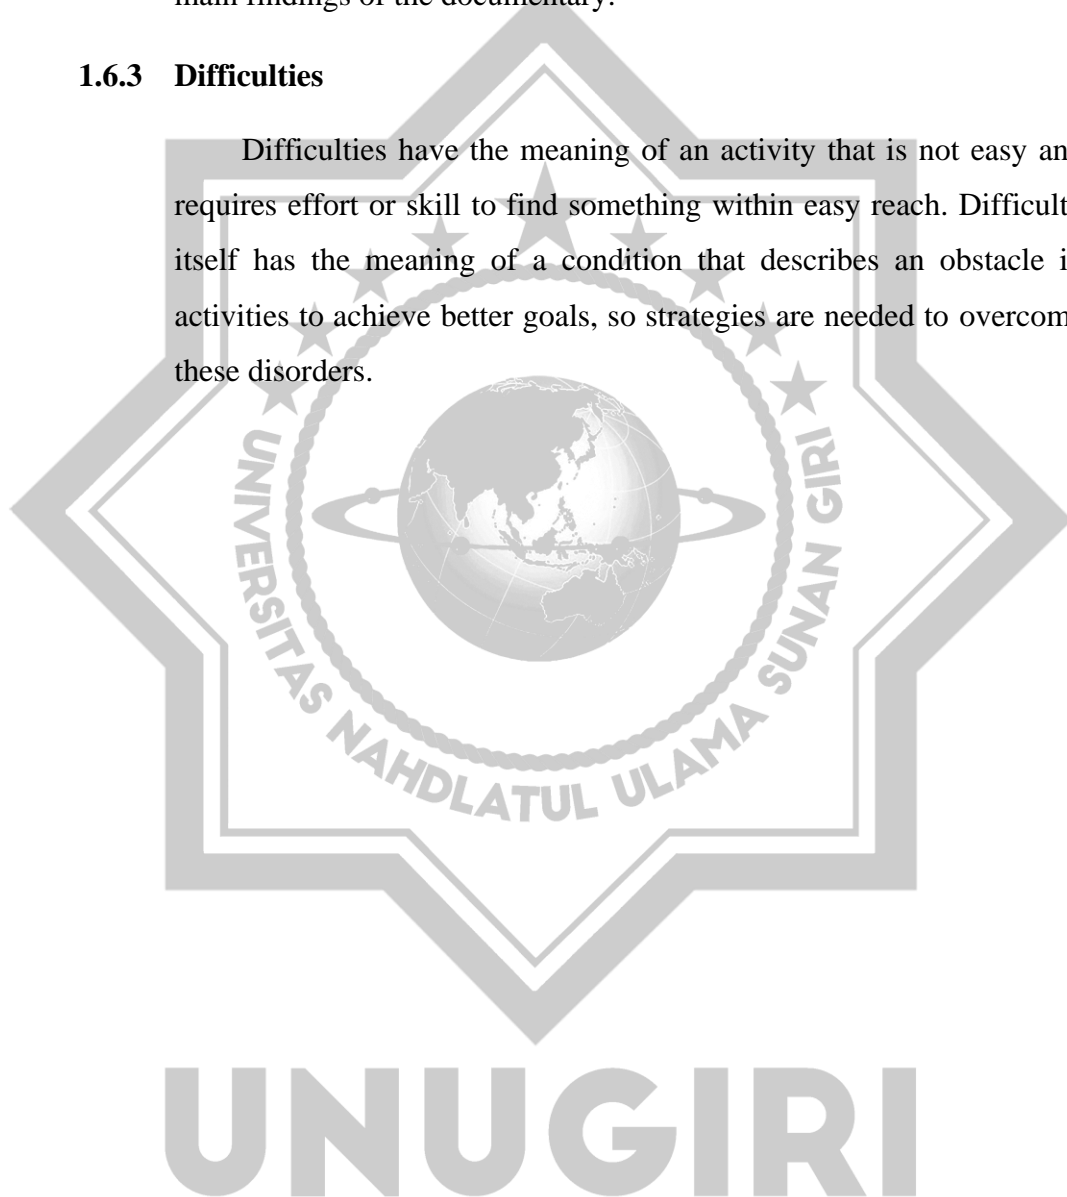 main findings of the documentary.
1.6.3 Difficulties
Difficulties have the meaning of an activity that is not easy an
requires effort or skill to find something within easy reach. Difficult
itself has the meaning of a condition that describes an obstacle i
activities to achieve better goals, so strategies are needed to overcom
these disorders.
UNIVERSITAS NAHDLATUL ULAMA SUNAN GIRI
UNUGIRI